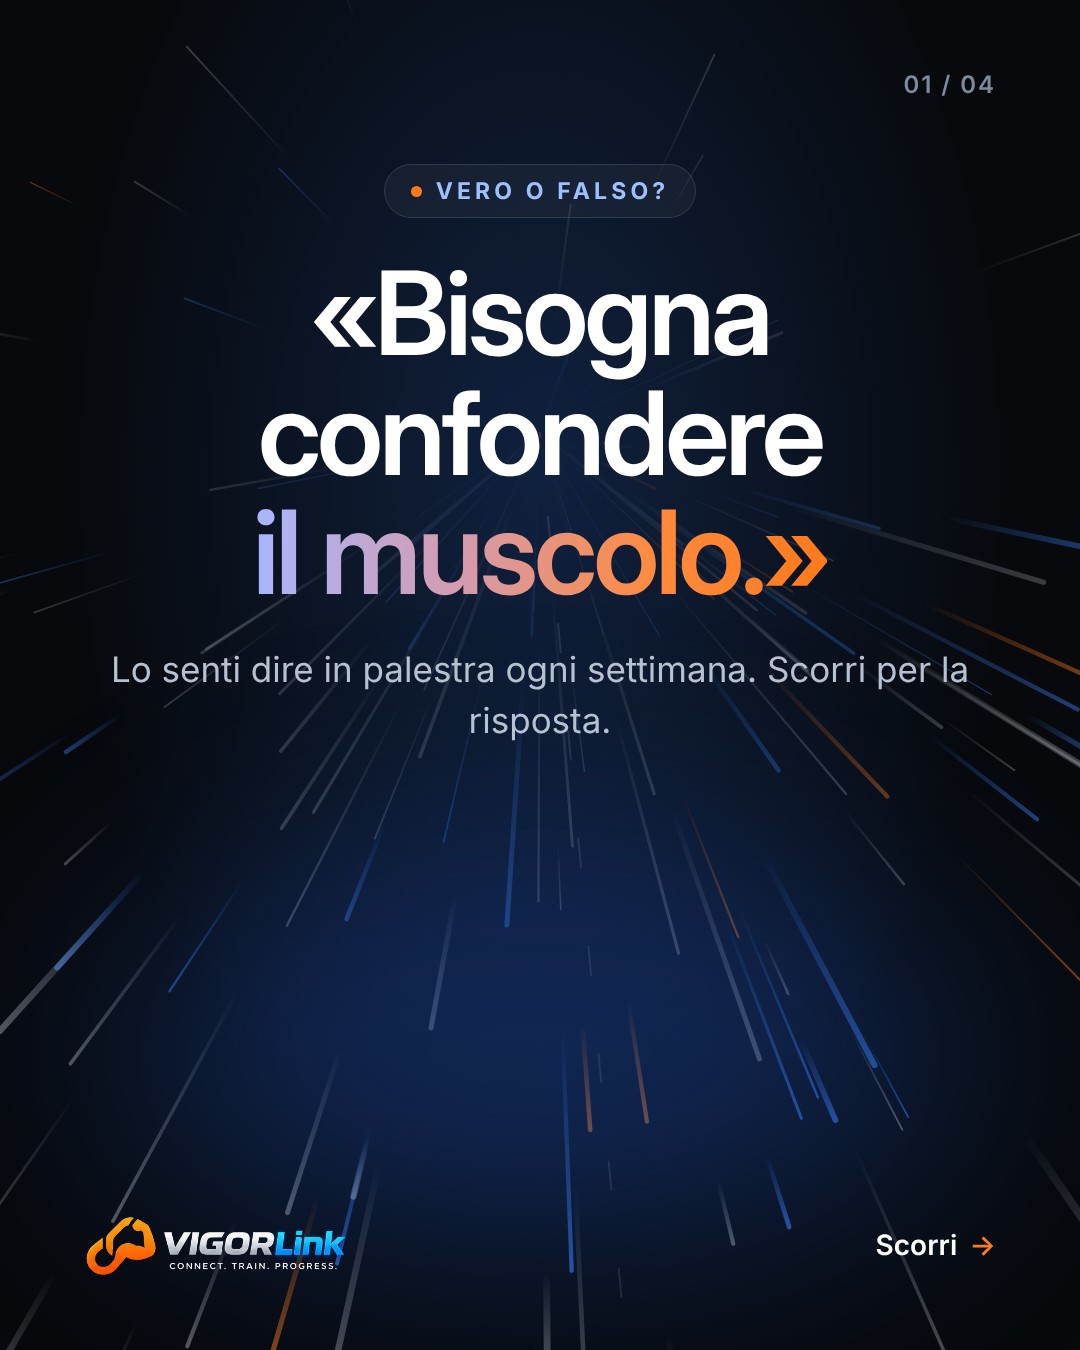 01 / 04
VERO O FALSO?
«Bisogna
confondere
il muscolo.»
Lo senti dire in palestra ogni settimana. Scorri per la
risposta.
VIGORLink
CONNECT. TRAIN. PROGRESS.
Scorri →